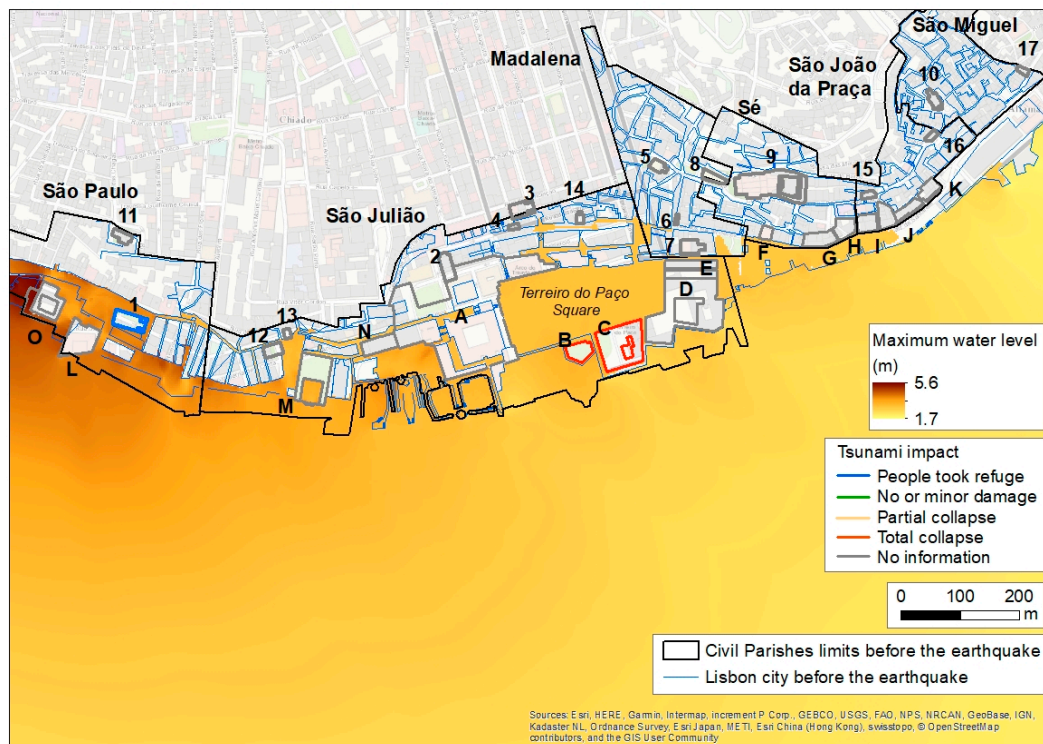 São Miguel
17
Madalena
São João
da Praça
10
Sé
16
5
8
9
15
São Paulo
11
São Julião
3
14
4
6
K
7
J
H
I
F
G
2
E
Terreiro do Paço
Square
D
1
A
N
B
C
13
12
O
L
M
Chiado
Maximum water level
(m)
5.6
1.7
Tsunami impact
People took refuge
No or minor damage
Partial collapse
Total collapse
No information
0 100 200
m
Civil Parishes limits before the earthquake
Lisbon city before the earthquake
Sources: Esri, HERE, Garmin, Intermap, increment P Corp., GEBCO, USGS, FAO, NPS, NRCAN, GeoBase, IGN,
Kadaster NL, Ordnance Survey, Esri Japan, METI, Esri China (Hong Kong), swisstopo, © OpenStreetMap
contributors, and the GIS User Community